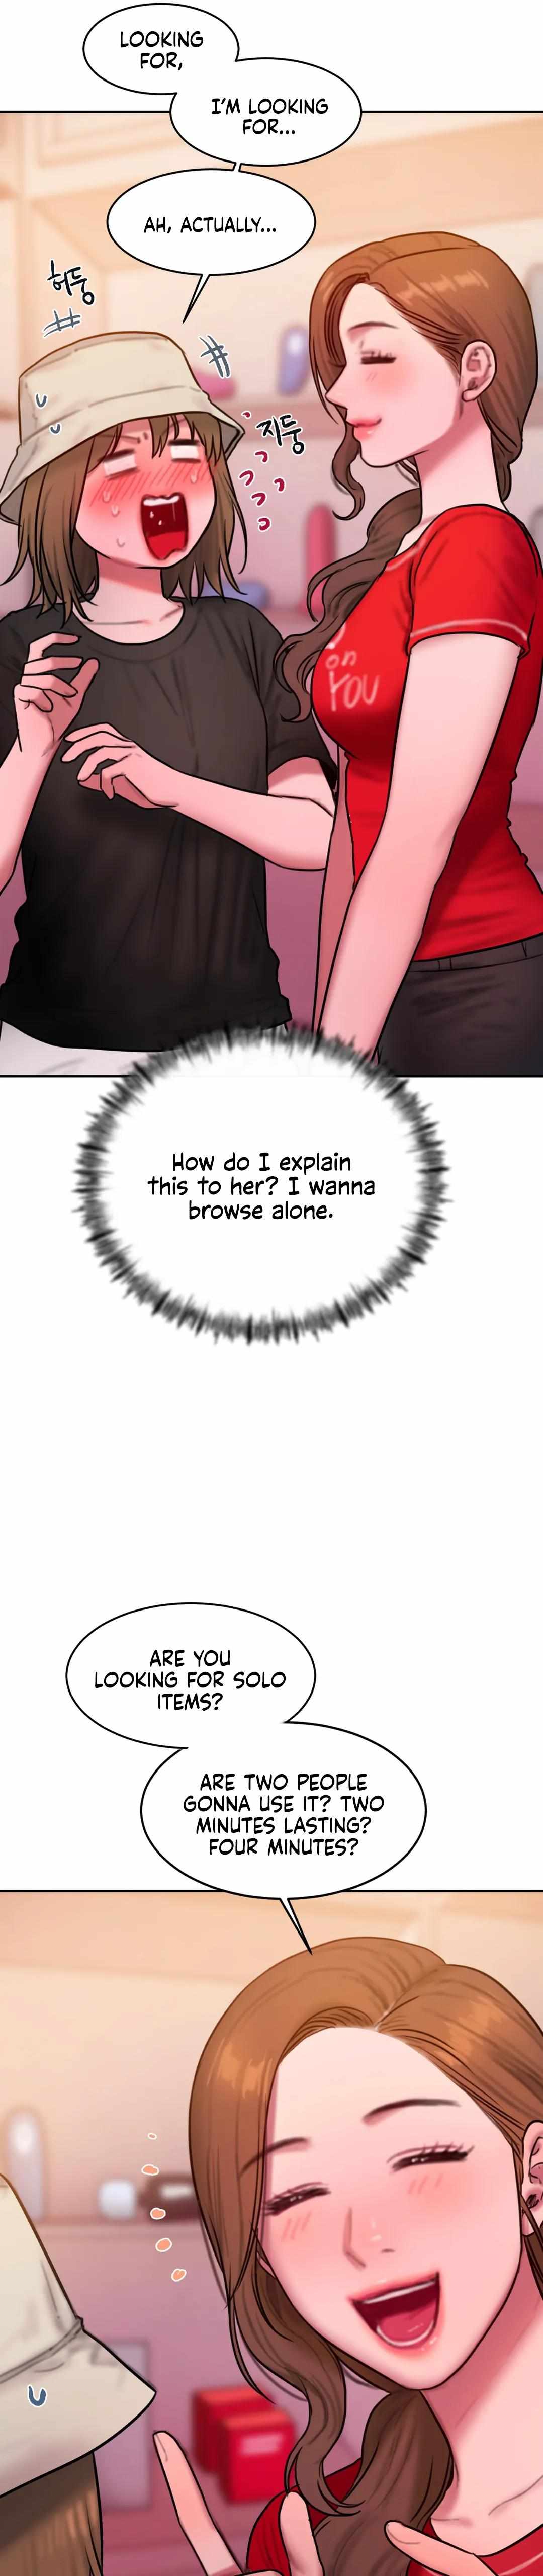 LOOKING
FOR,
I'M LOOKING
FOR...
AH, ACTUALLY...
허둥
지둥
on
YOU
How do I explain
this to her? I wanna
browse alone.
ARE YOU
LOOKING FOR SOLO
ITEMS?
ARE TWO PEOPLE
GONNA USE IT? TWO
MINUTES LASTING?
FOUR MINUTES?